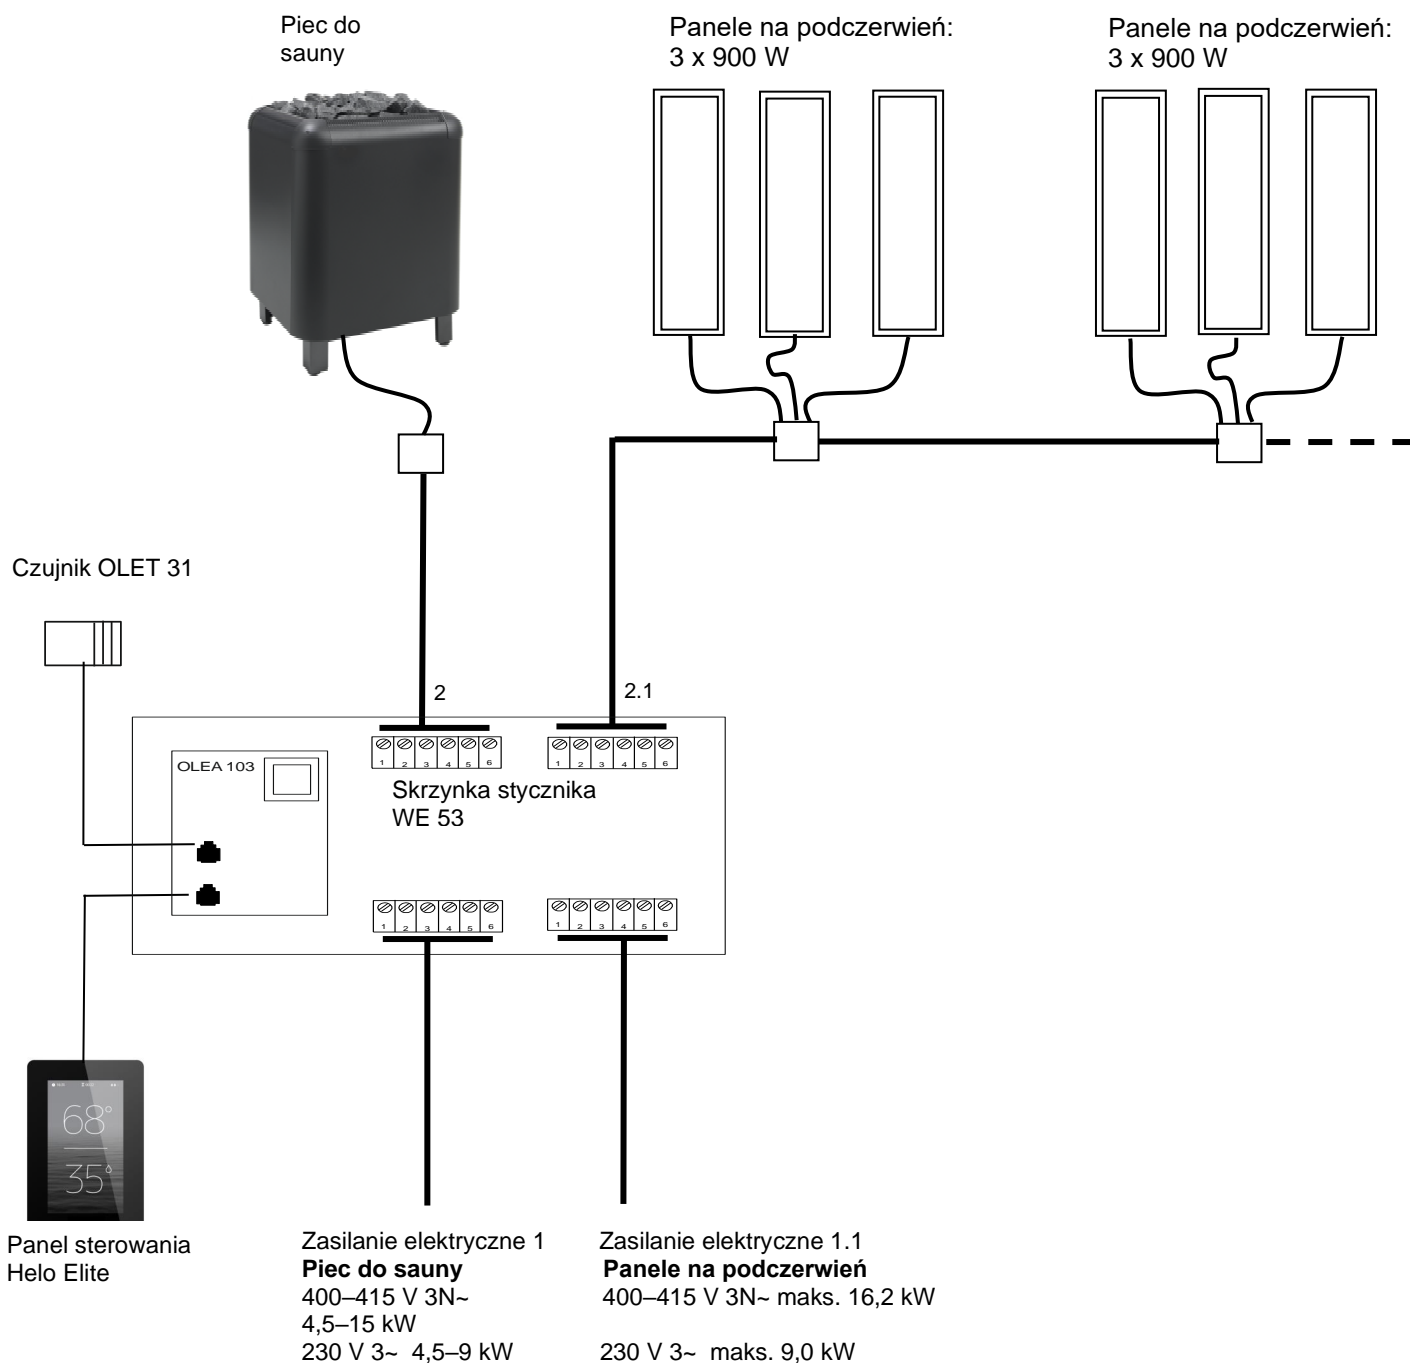 Piec do
sauny
Panele na podczerwień:
3 x 900 W
Panele na podczerwień:
3 x 900 W
Czujnik OLET 31
2
2.1
1 2 3 4 5 6
1 2 3 4 5 6
OLEA 103
Skrzynka stycznika
WE 53
1 2 3 4 5 6
1 2 3 4 5 6
68°
35°
Panel sterowania
Helo Elite
Zasilanie elektryczne 1
Piec do sauny
400–415 V 3N~
4,5–15 kW
230 V 3~ 4,5–9 kW
Zasilanie elektryczne 1.1
Panele na podczerwień
400–415 V 3N~ maks. 16,2 kW
230 V 3~ maks. 9,0 kW